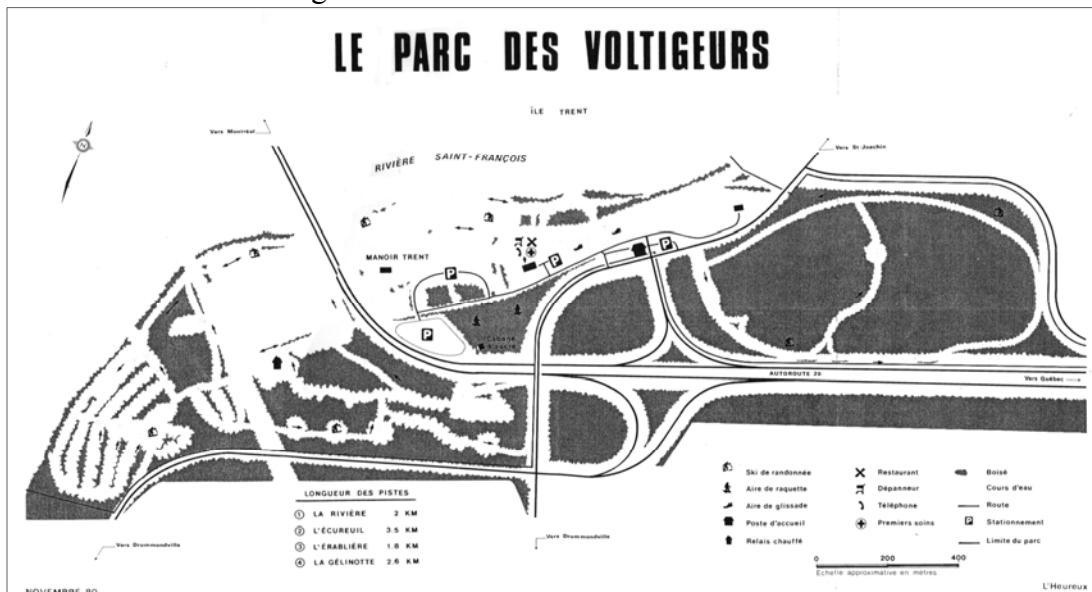 LE PARC DES VOLTIGEURS
ÎLE TRENT
Vers Montréal
Vers St-Joachin
RIVIÈRE SAINT-FRANÇOIS
MANOIR TRENT
P
P
P
P
AUTOROUTE 20
Vers Québec
LONGUEUR DES PISTES
① LA RIVIÈRE 2 KM
② L'ÉCUREUIL 3.5 KM
③ L'ÉRABLIÈRE 1.8 KM
④ LA GÉLINOTTE 2.6 KM
Vers Drummondville
Vers Drummondville
Ski de randonnée
Aire de raquette
Aire de glissade
Poste d'accueil
Relais chauffé
Restaurant
Dépanneur
Téléphone
Premiers soins
Boisé
Cours d'eau
Route
P Stationnement
Limite du parc
0 200 400
Échelle approximative en mètres
NOVEMBRE 80
L'Heureux